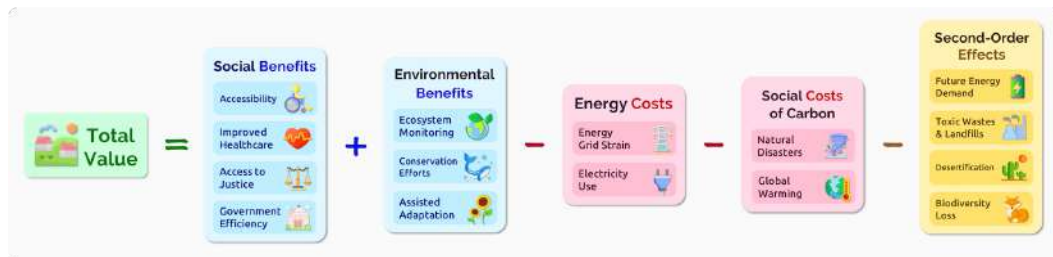 Total
Value
=
Social Benefits
Accessibility
Improved
Healthcare
Access to
Justice
Government
Efficiency
+
Environmental
Benefits
Ecosystem
Monitoring
Conservation
Efforts
Assisted
Adaptation
-
Energy Costs
Energy
Grid Strain
Electricity
Use
-
Social Costs
of Carbon
Natural
Disasters
Global
Warming
-
Second-Order
Effects
Future Energy
Demand
Toxic Wastes
& Landfills
Desertification
Biodiversity
Loss